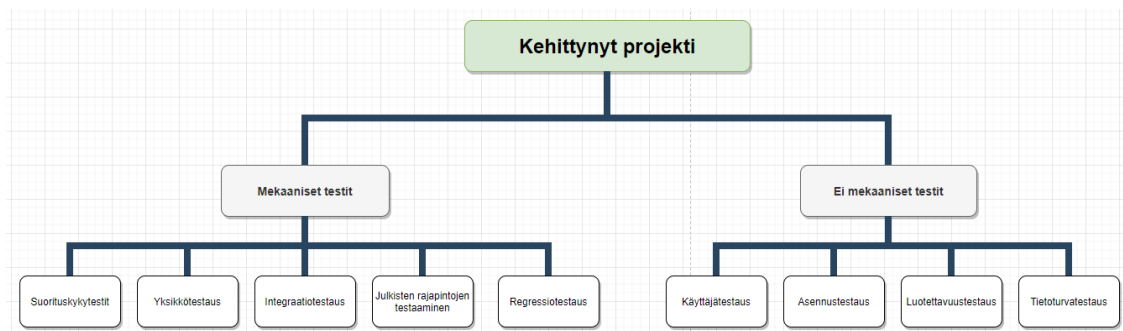 Kehittynyt projekti
Mekaaniset testit
Ei mekaaniset testit
Suorituskykytestit
Yksikkötestaus
Integraatiotestaus
Julkisten rajapintojen
testaaminen
Regressiotestaus
Käyttäjätestaus
Asennustestaus
Luotettavuustestaus
Tietoturvatestaus